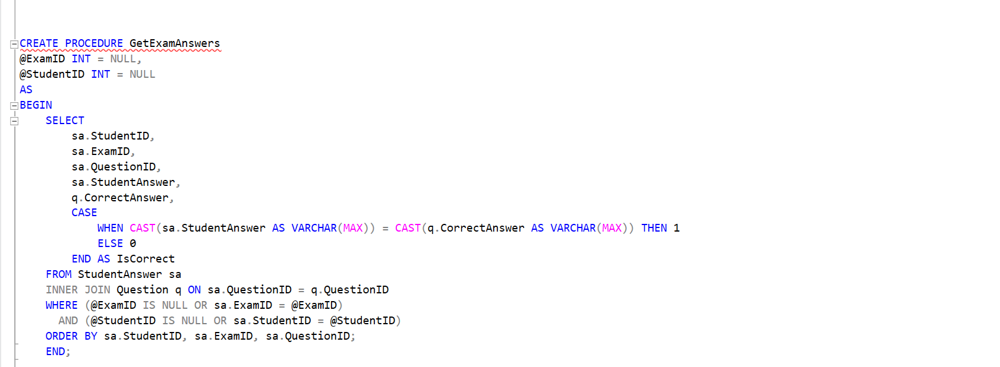 CREATE PROCEDURE GetExamAnswers
@ExamID INT = NULL,
@StudentID INT = NULL
AS
BEGIN
    SELECT
        sa.StudentID,
        sa.ExamID,
        sa.QuestionID,
        sa.StudentAnswer,
        q.CorrectAnswer,
        CASE
            WHEN CAST(sa.StudentAnswer AS VARCHAR(MAX)) = CAST(q.CorrectAnswer AS VARCHAR(MAX)) THEN 1
            ELSE 0
        END AS IsCorrect
    FROM StudentAnswer sa
    INNER JOIN Question q ON sa.QuestionID = q.QuestionID
    WHERE (@ExamID IS NULL OR sa.ExamID = @ExamID)
      AND (@StudentID IS NULL OR sa.StudentID = @StudentID)
    ORDER BY sa.StudentID, sa.ExamID, sa.QuestionID;
    END;